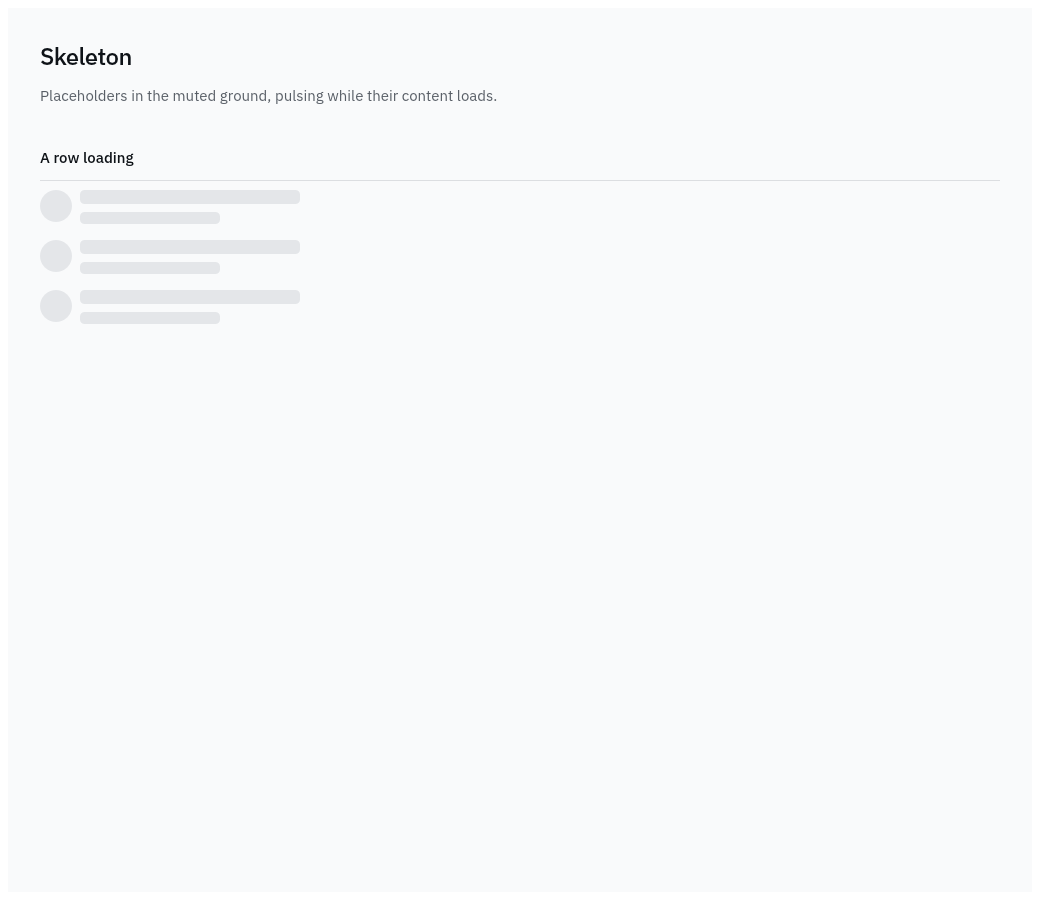 Skeleton
Placeholders in the muted ground, pulsing while their content loads.
A row loading